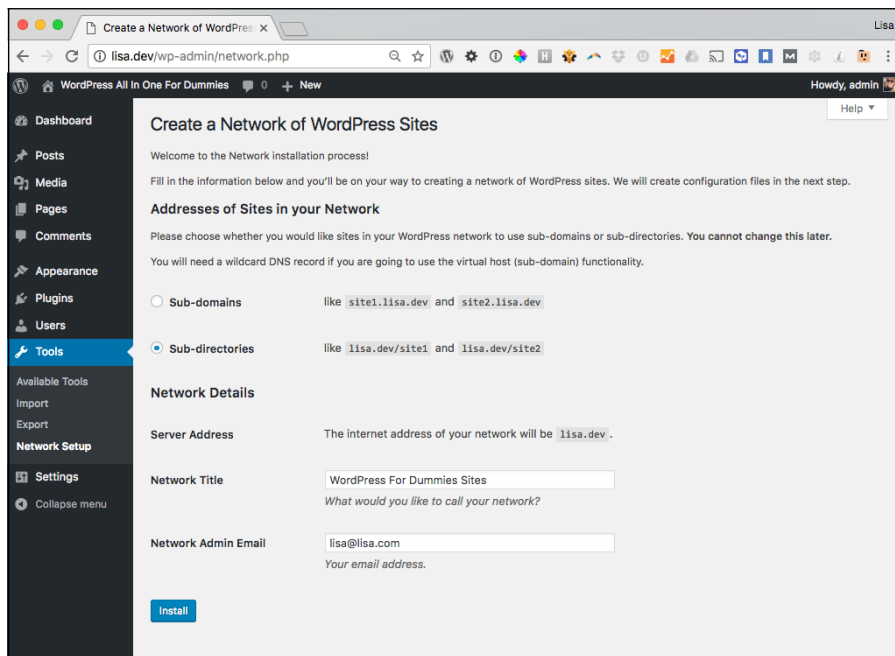 Create a Network of WordPres
Lisa
lisa.dev/wp-admin/network.php
WordPress All In One For Dummies 0 + New
Howdy, admin
Help
Dashboard
Posts
Media
Pages
Comments
Appearance
Plugins
Users
Tools
Available Tools
Import
Export
Network Setup
Settings
Collapse menu
Create a Network of WordPress Sites
Welcome to the Network installation process!
Fill in the information below and you'll be on your way to creating a network of WordPress sites. We will create configuration files in the next step.
Addresses of Sites in your Network
Please choose whether you would like sites in your WordPress network to use sub-domains or sub-directories. You cannot change this later.
You will need a wildcard DNS record if you are going to use the virtual host (sub-domain) functionality.
Sub-domains like site1.lisa.dev and site2.lisa.dev
Sub-directories like lisa.dev/site1 and lisa.dev/site2
Network Details
Server Address The internet address of your network will be lisa.dev.
Network Title WordPress For Dummies Sites
What would you like to call your network?
Network Admin Email lisa@lisa.com
Your email address.
Install